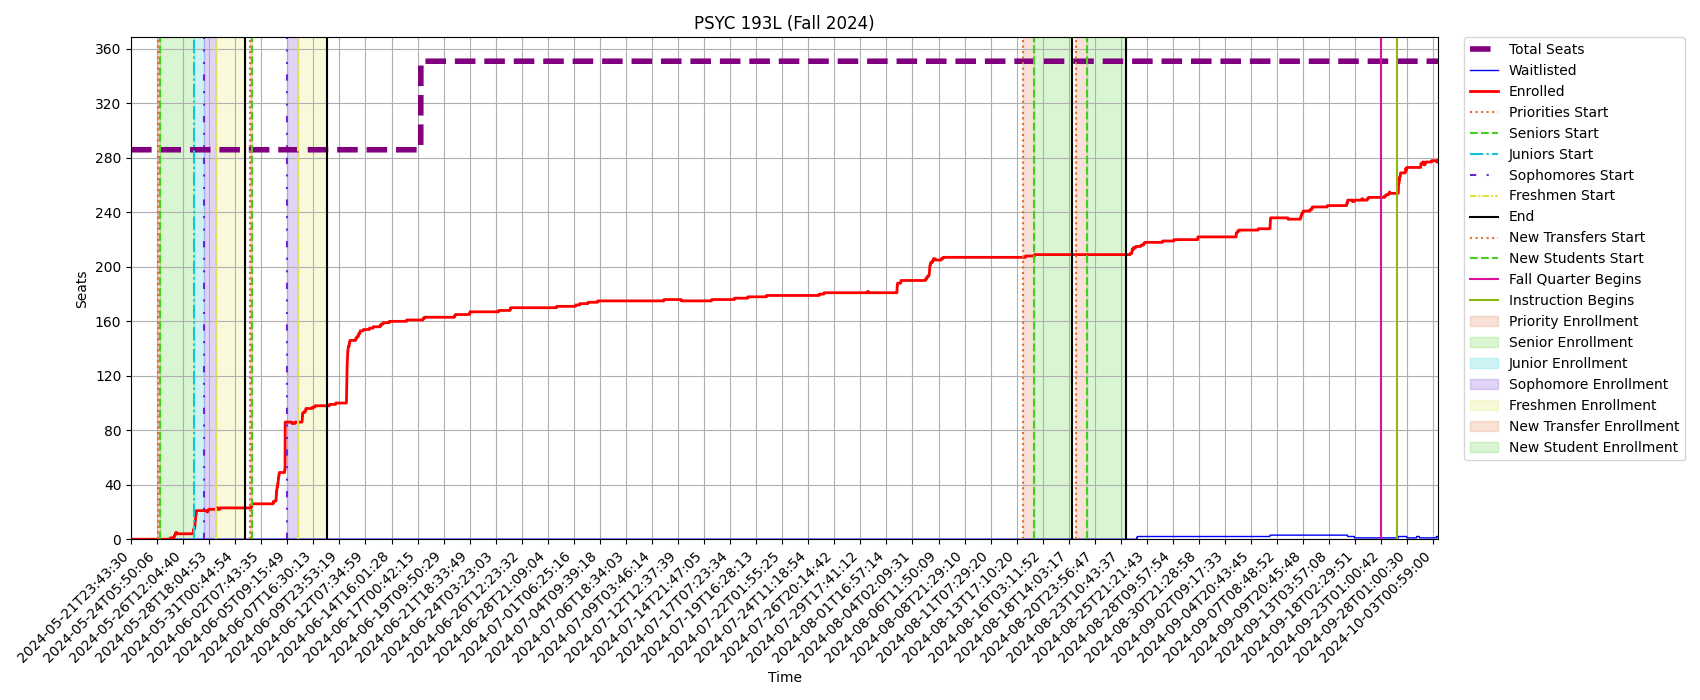 PSYC 193L (Fall 2024)
360
320
280
240
200
160
120
80
40
0
Seats
2024-05-21T23:43:30
2024-05-24T05:50:06
2024-05-26T12:04:40
2024-05-28T18:04:53
2024-05-31T00:44:54
2024-06-02T07:43:35
2024-06-05T09:15:49
2024-06-07T16:30:13
2024-06-09T23:53:19
2024-06-12T07:34:59
2024-06-14T16:01:28
2024-06-17T00:42:15
2024-06-19T09:50:29
2024-06-21T18:33:49
2024-06-24T03:23:03
2024-06-26T12:23:32
2024-06-28T21:09:04
2024-07-01T06:25:16
2024-07-04T09:39:18
2024-07-06T18:34:03
2024-07-09T03:46:14
2024-07-12T12:37:39
2024-07-14T21:47:05
2024-07-17T07:23:34
2024-07-19T16:28:13
2024-07-22T01:55:25
2024-07-24T11:18:54
2024-07-26T20:14:42
2024-07-29T17:41:12
2024-08-01T16:57:14
2024-08-04T02:09:31
2024-08-06T11:50:09
2024-08-08T21:29:10
2024-08-11T07:29:20
2024-08-13T17:10:20
2024-08-16T03:11:52
2024-08-18T14:03:17
2024-08-20T23:56:47
2024-08-23T10:43:37
2024-08-25T21:21:43
2024-08-28T09:57:54
2024-08-30T21:28:58
2024-09-02T09:17:33
2024-09-04T20:43:45
2024-09-07T08:48:52
2024-09-09T20:45:48
2024-09-13T03:57:08
2024-09-18T02:29:51
2024-09-23T01:00:42
2024-09-28T01:00:30
2024-10-03T00:59:00
Time
Total Seats
Waitlisted
Enrolled
Priorities Start
Seniors Start
Juniors Start
Sophomores Start
Freshmen Start
End
New Transfers Start
New Students Start
Fall Quarter Begins
Instruction Begins
Priority Enrollment
Senior Enrollment
Junior Enrollment
Sophomore Enrollment
Freshmen Enrollment
New Transfer Enrollment
New Student Enrollment